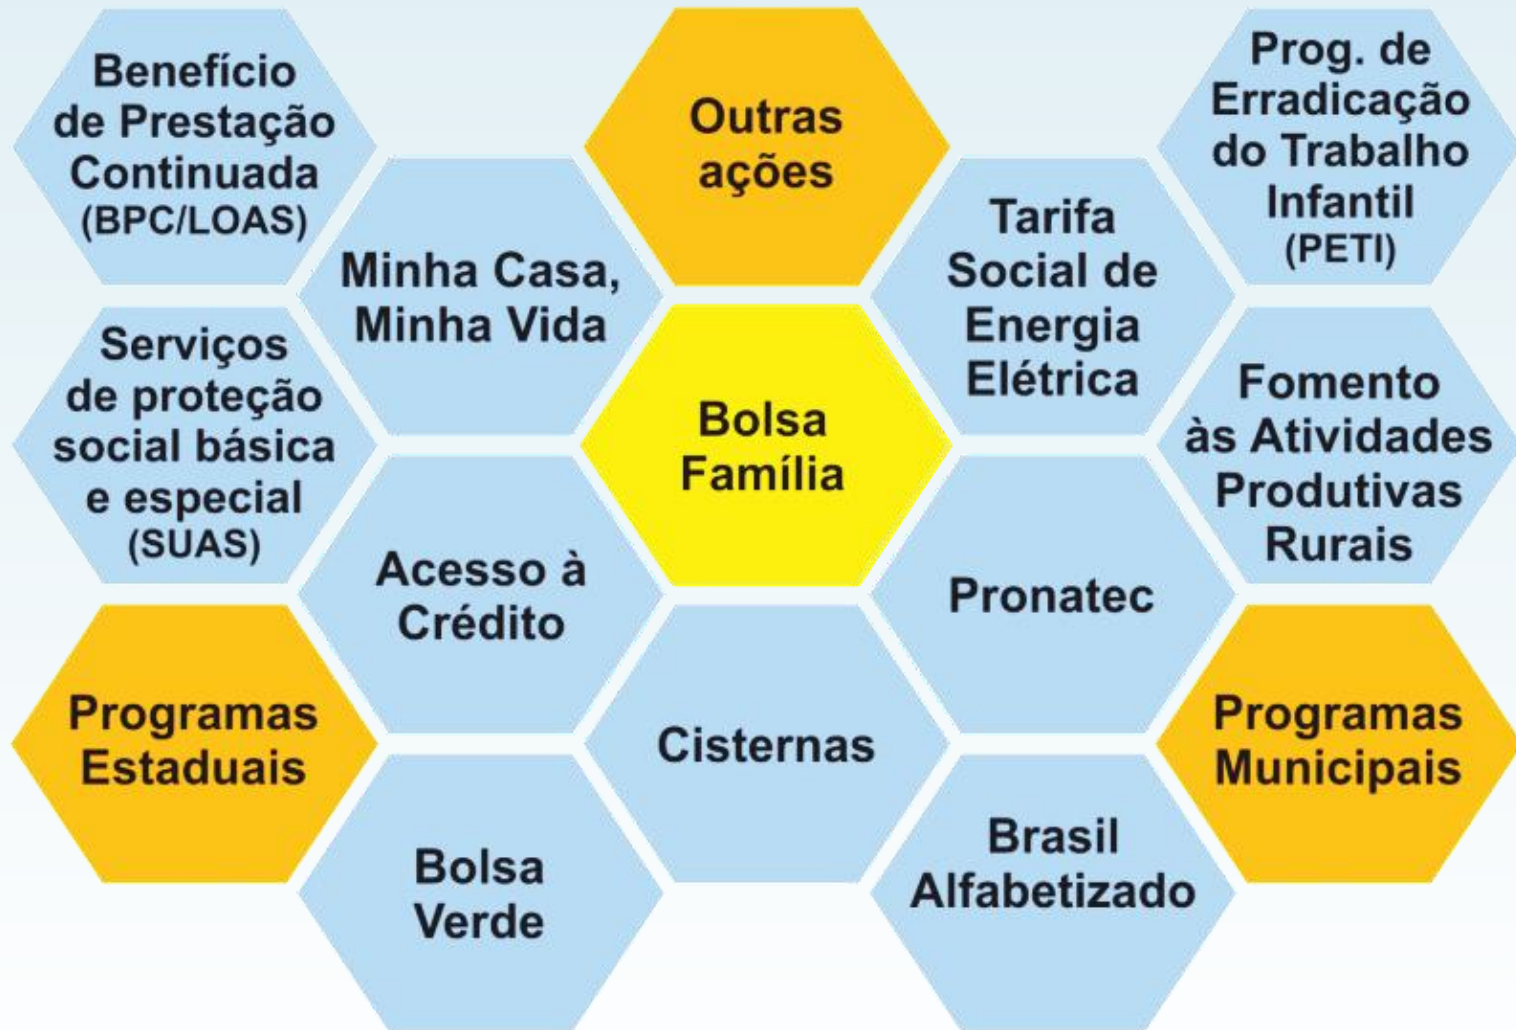 Benefício
de Prestação
Continuada
(BPC/LOAS)
Outras
ações
Prog. de
Erradicação
do Trabalho
Infantil
(PETI)
Minha Casa,
Minha Vida
Tarifa
Social de
Energia
Elétrica
Serviços
de proteção
social básica
e especial
(SUAS)
Bolsa
Família
Fomento
às Atividades
Produtivas
Rurais
Acesso à
Crédito
Pronatec
Programas
Estaduais
Cisternas
Programas
Municipais
Bolsa
Verde
Brasil
Alfabetizado